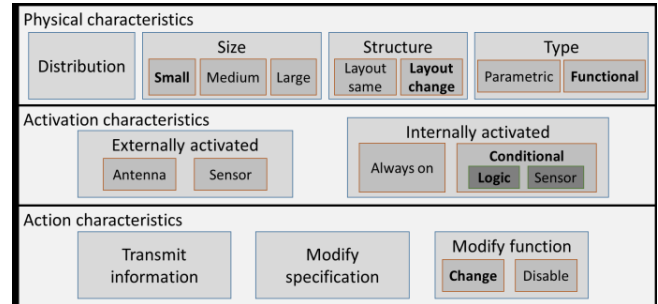 Physical characteristics
Distribution
Size
Small Medium Large
Structure
Layout same
Layout change
Type
Parametric Functional
Activation characteristics
Externally activated
Antenna Sensor
Internally activated
Always on
Conditional
Logic Sensor
Action characteristics
Transmit
information
Modify
specification
Modify function
Change Disable